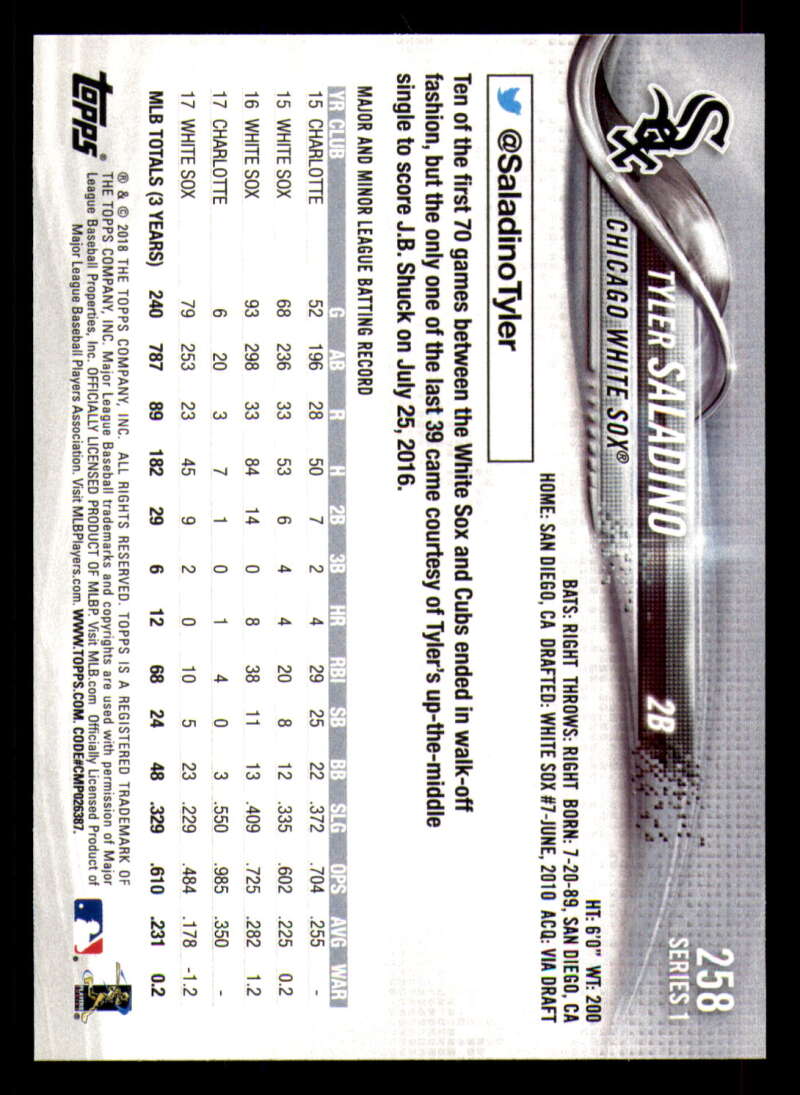 258
SERIES 1
TYLER SALADINO 2B
CHICAGO WHITE SOX®
SOX
HT: 6'0" WT: 200
BATS: RIGHT THROWS: RIGHT BORN: 7-20-89, SAN DIEGO, CA
HOME: SAN DIEGO, CA DRAFTED: WHITE SOX #7-JUNE, 2010 ACQ: VIA DRAFT
@SaladinoTyler
Ten of the first 70 games between the White Sox and Cubs ended in walk-off
fashion, but the only one of the last 39 came courtesy of Tyler's up-the-middle
single to score J.B. Shuck on July 25, 2016.
MAJOR AND MINOR LEAGUE BATTING RECORD
YR CLUB G AB R H 2B 3B HR RBI SB BB SLG OPS AVG WAR
15 CHARLOTTE 52 196 28 50 7 2 4 29 25 22 .372 .704 .255 -
15 WHITE SOX 68 236 33 53 6 4 4 20 8 12 .335 .602 .225 0.2
16 WHITE SOX 93 298 33 84 14 0 8 38 11 13 .409 .725 .282 1.2
17 CHARLOTTE 6 20 3 7 1 0 1 4 0 3 .550 .985 .350 -
17 WHITE SOX 79 253 23 45 9 2 0 10 5 23 .229 .484 .178 -1.2
MLB TOTALS (3 YEARS) 240 787 89 182 29 6 12 68 24 48 .329 .610 .231 0.2
topps®
® & © 2018 THE TOPPS COMPANY, INC. ALL RIGHTS RESERVED. TOPPS IS A REGISTERED TRADEMARK OF
THE TOPPS COMPANY, INC. Major League Baseball trademarks and copyrights are used with permission of Major
League Baseball Properties, Inc. OFFICIALLY LICENSED PRODUCT OF MLBP. Visit MLB.com Officially Licensed Product of
Major League Baseball Players Association. Visit MLBPlayers.com. WWW.TOPPS.COM. CODE#CMP026387.